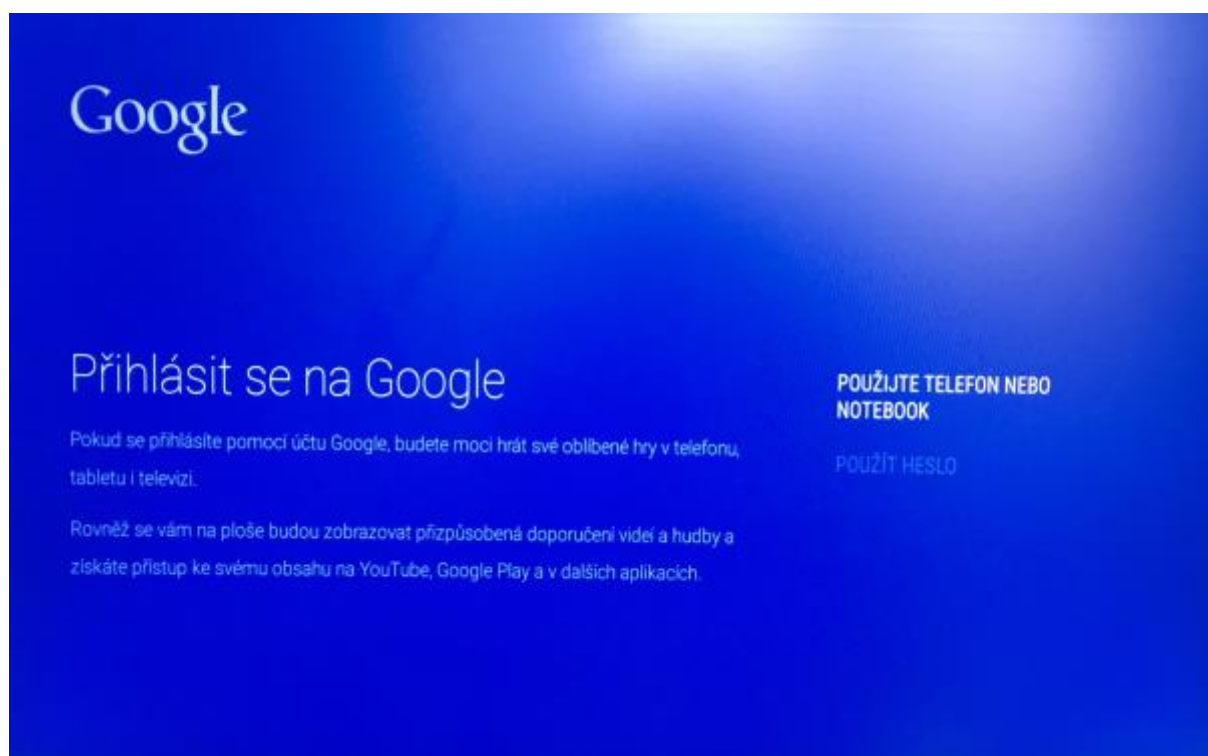 Google
Přihlásit se na Google
Pokud se přihlásíte pomocí účtu Google, budete moci hrát své oblíbené hry v telefonu,
tabletu i televizi.
Rovněž se vám na ploše budou zobrazovat přizpůsobená doporučení videí a hudby a
získáte přístup ke svému obsahu na YouTube, Google Play a v dalších aplikacích.
POUŽIJTE TELEFON NEBO
NOTEBOOK
POUŽÍT HESLO